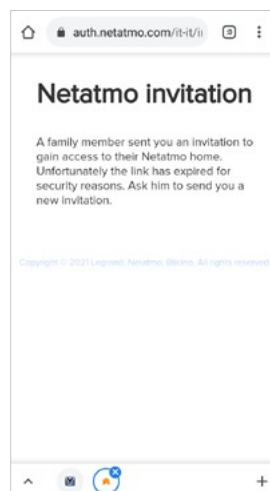 auth.netatmo.com/it-it/i
Netatmo invitation
A family member sent you an invitation to
gain access to their Netatmo home.
Unfortunately the link has expired for
security reasons. Ask him to send you a
new invitation.
Copyright © 2021 Legrand, Netatmo, Bticino. All rights reserved